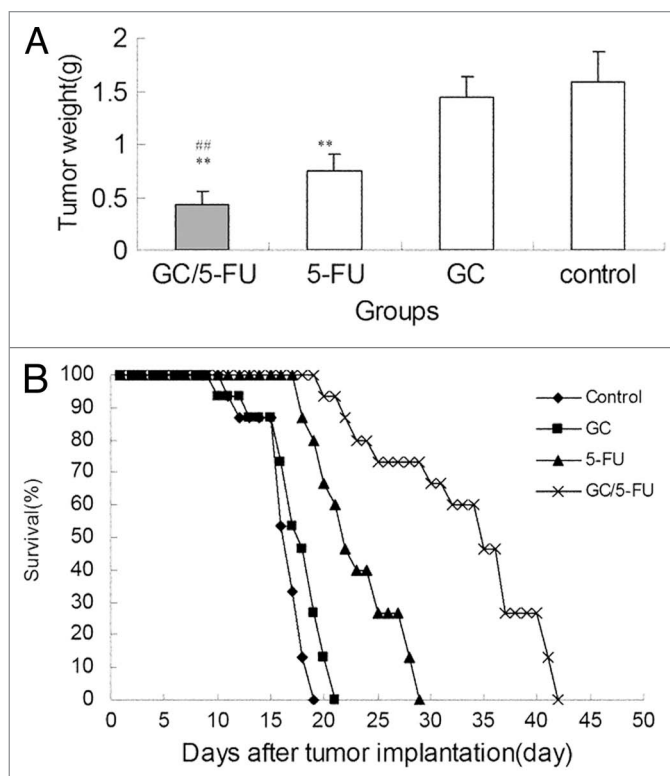 A
Tumor weight(g)
2
1.5
1
0.5
0
##
**
**
GC/5-FU 5-FU GC control
Groups
B
Survival(%)
100
90
80
70
60
50
40
30
20
10
0
Control
GC
5-FU
GC/5-FU
0 5 10 15 20 25 30 35 40 45 50
Days after tumor implantation(day)